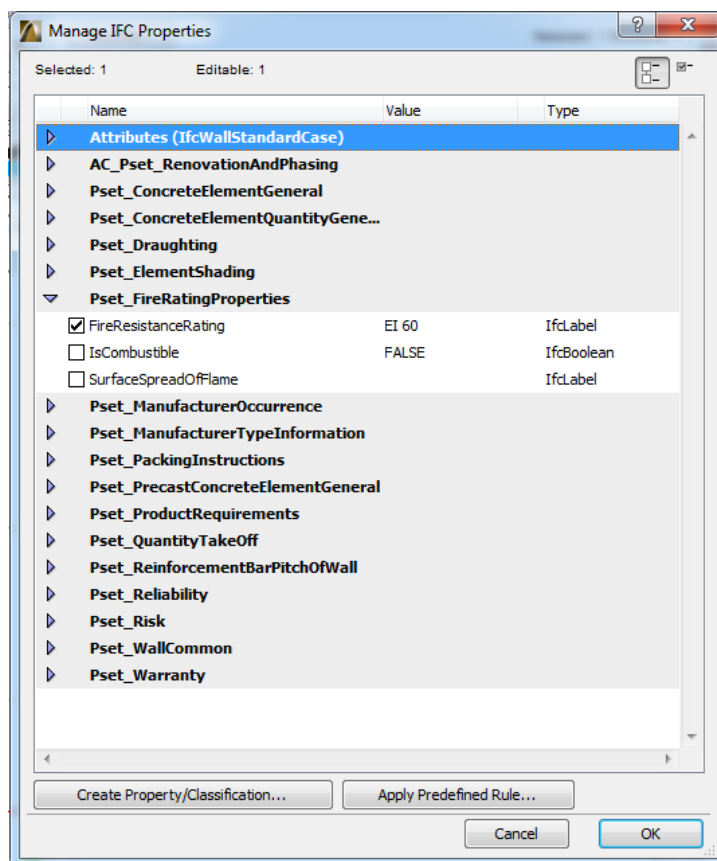 Manage IFC Properties
Selected: 1 Editable: 1
Name Value Type
Attributes (IfcWallStandardCase)
AC_Pset_RenovationAndPhasing
Pset_ConcreteElementGeneral
Pset_ConcreteElementQuantityGene...
Pset_Draughting
Pset_ElementShading
Pset_FireRatingProperties
FireResistanceRating EI 60 IfcLabel
IsCombustible FALSE IfcBoolean
SurfaceSpreadOfFlame IfcLabel
Pset_ManufacturerOccurrence
Pset_ManufacturerTypeInformation
Pset_PackingInstructions
Pset_PrecastConcreteElementGeneral
Pset_ProductRequirements
Pset_QuantityTakeOff
Pset_ReinforcementBarPitchOfWall
Pset_Reliability
Pset_Risk
Pset_WallCommon
Pset_Warranty
Create Property/Classification... Apply Predefined Rule...
Cancel OK